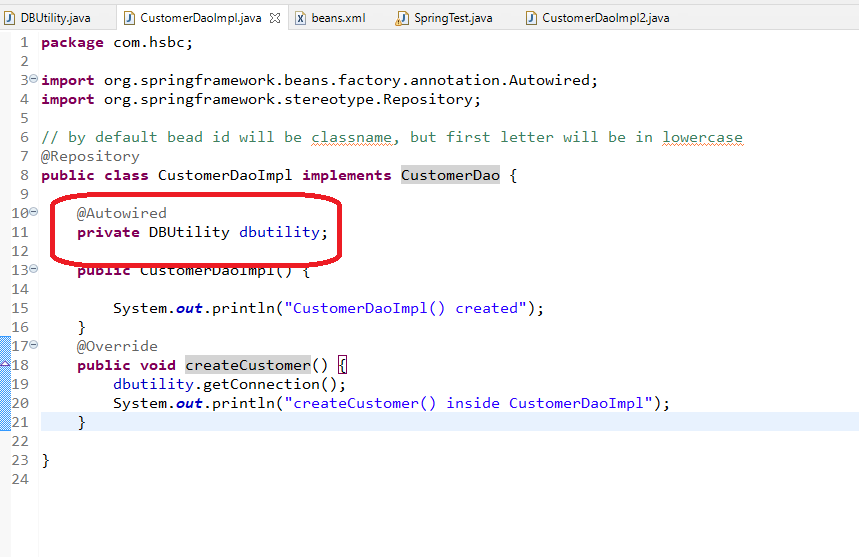 DBUtility.java CustomerDaoImpl.java beans.xml SpringTest.java CustomerDaoImpl2.java
1 package com.hsbc;
2
3 import org.springframework.beans.factory.annotation.Autowired;
4 import org.springframework.stereotype.Repository;
5
6 // by default bead id will be classname, but first letter will be in lowercase
7 @Repository
8 public class CustomerDaoImpl implements CustomerDao {
9
10 @Autowired
11 private DBUtility dbutility;
12
13 public CustomerDaoImpl() {
14
15 System.out.println("CustomerDaoImpl() created");
16 }
17 @Override
18 public void createCustomer() {
19 dbutility.getConnection();
20 System.out.println("createCustomer() inside CustomerDaoImpl");
21 }
22
23 }
24